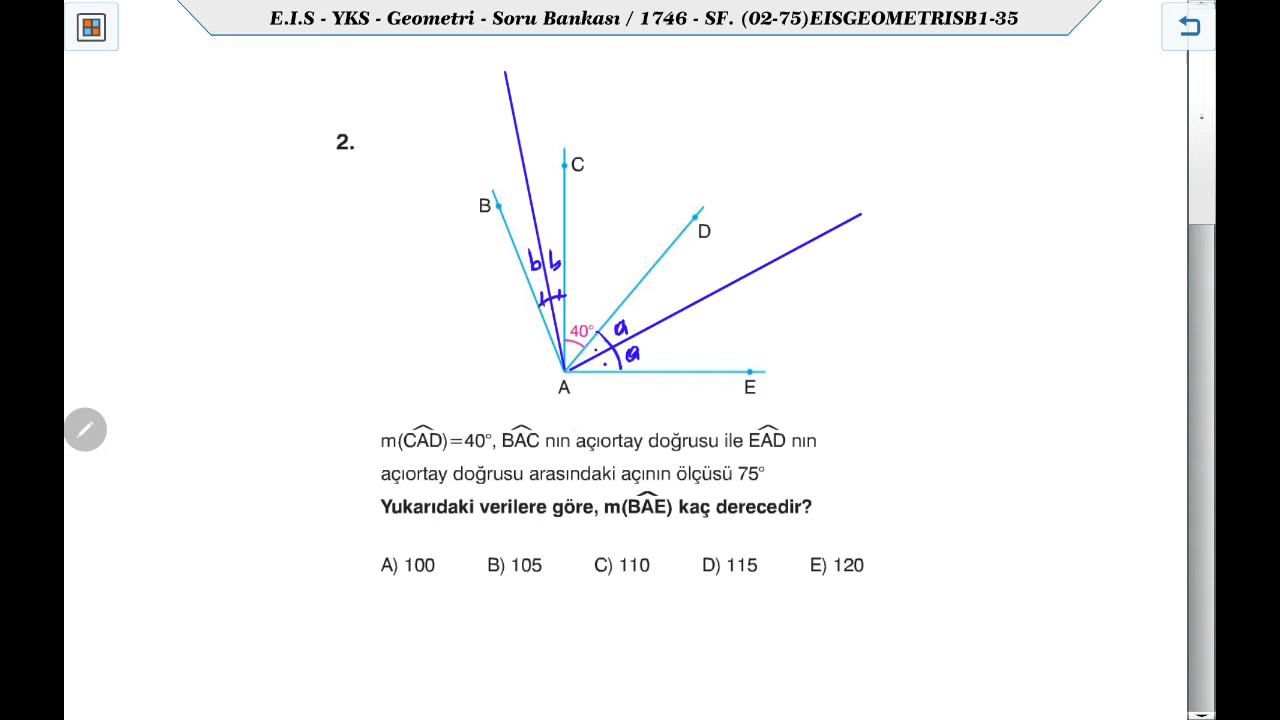 E.I.S - YKS - Geometri - Soru Bankası / 1746 - SF. (02-75)EISGEOMETRISB1-35
2.
C
B
D
b b
40°
a
a
A
E
m(CAD)=40°, BAC nın açıortay doğrusu ile EAD nın
açıortay doğrusu arasındaki açının ölçüsü 75°
Yukarıdaki verilere göre, m(BAE) kaç derecedir?
A) 100 B) 105 C) 110 D) 115 E) 120